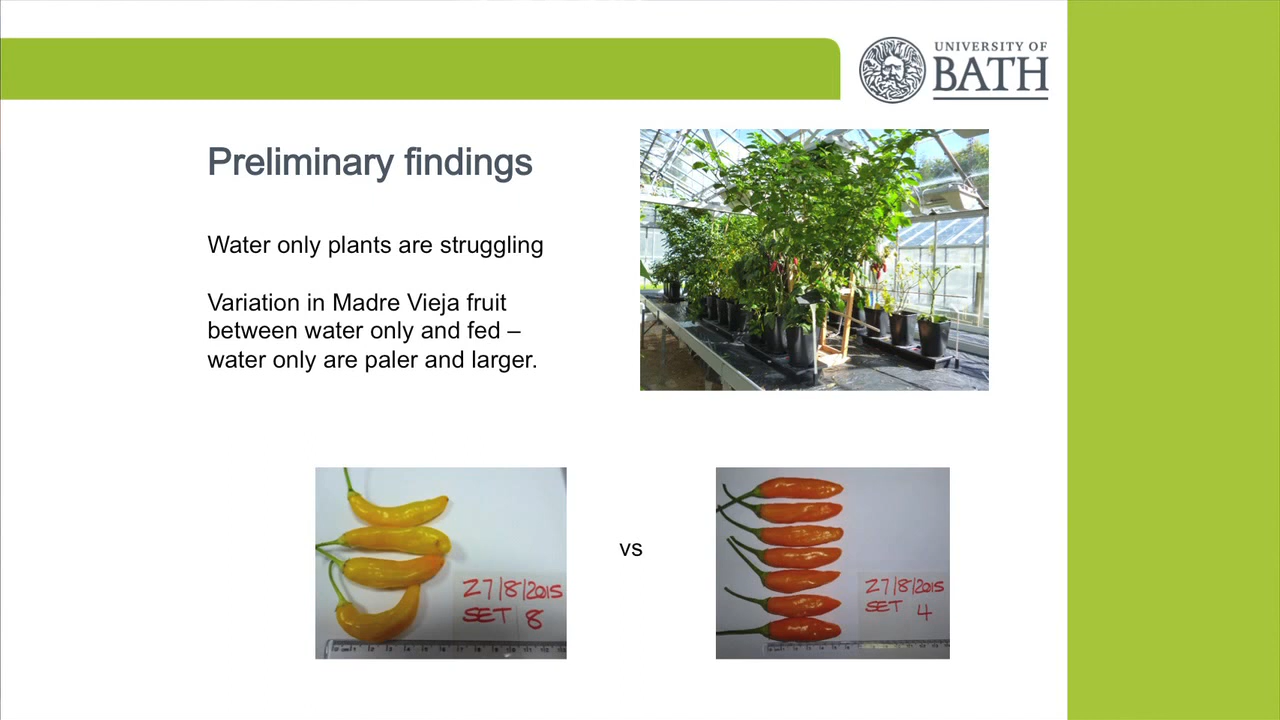 UNIVERSITY OF
BATH
Preliminary findings
Water only plants are struggling
Variation in Madre Vieja fruit
between water only and fed –
water only are paler and larger.
27/8/2015
SET 8
vs
27/8/2015
SET 4